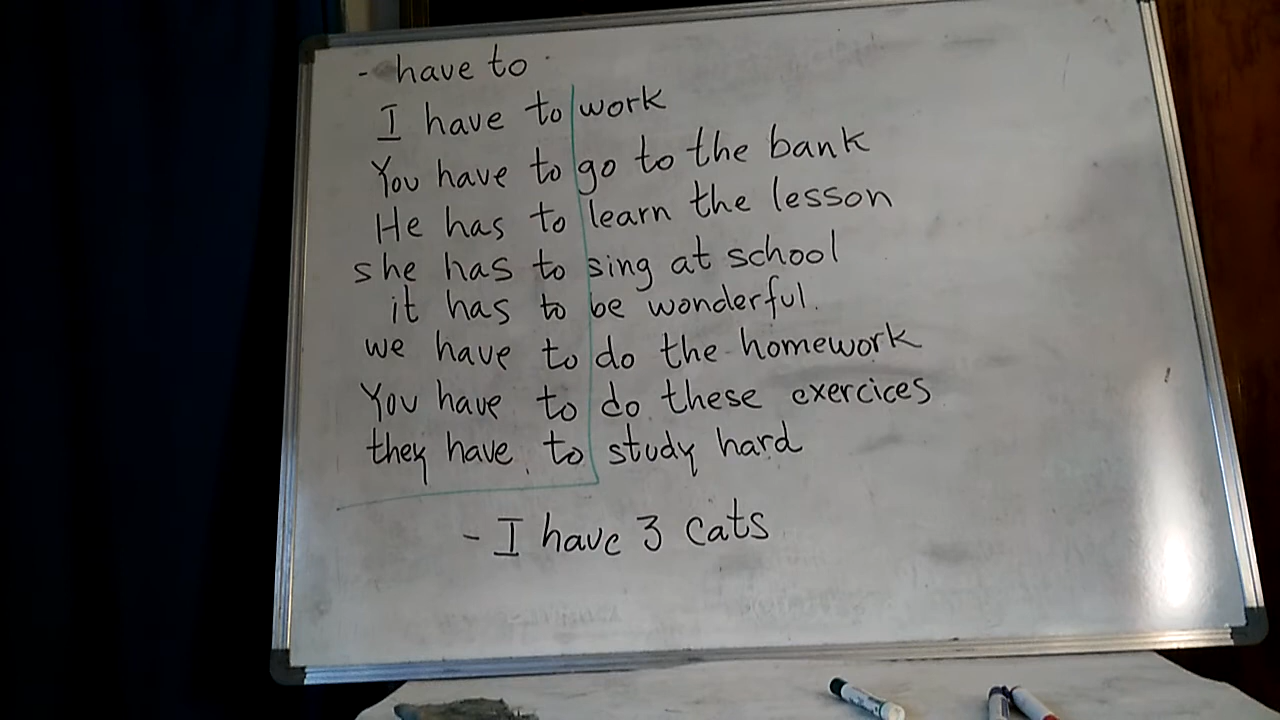 - have to
I have to work
You have to go to the bank
He has to learn the lesson
she has to sing at school
it has to be wonderful.
we have to do the homework
You have to do these exercices
they have to study hard
- I have 3 cats